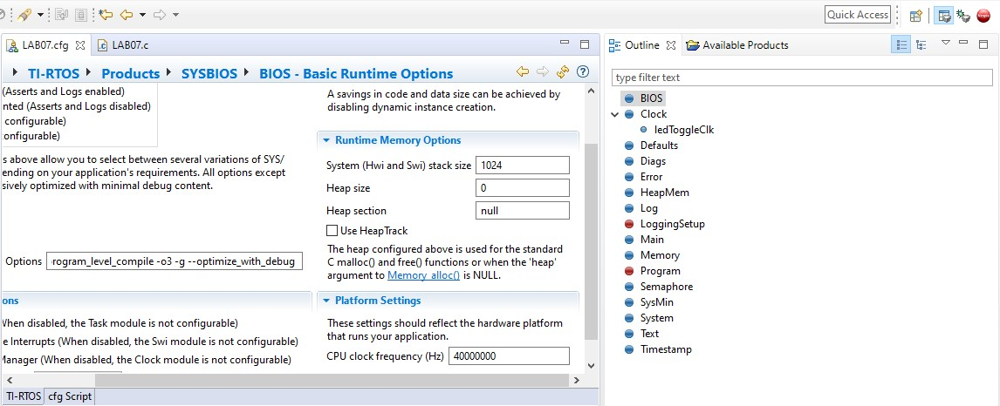 Quick Access
LAB07.cfg
LAB07.c
TI-RTOS
Products
SYSBIOS
BIOS - Basic Runtime Options
(Asserts and Logs enabled)
nted (Asserts and Logs disabled)
configurable)
onfigurable)
s above allow you to select between several variations of SYS/
ending on your application's requirements. All options except
sively optimized with minimal debug content.
Options
rogram_level_compile -o3 -g --optimize_with_debug
ons
When disabled, the Task module is not configurable)
e Interrupts (When disabled, the Swi module is not configurable)
Manager (When disabled, the Clock module is not configurable)
A savings in code and data size can be achieved by
disabling dynamic instance creation.
Runtime Memory Options
System (Hwi and Swi) stack size 1024
Heap size 0
Heap section null
Use HeapTrack
The heap configured above is used for the standard
C malloc() and free() functions or when the 'heap'
argument to Memory_alloc() is NULL.
Platform Settings
These settings should reflect the hardware platform
that runs your application.
CPU clock frequency (Hz) 40000000
TI-RTOS
cfg Script
Outline
Available Products
type filter text
BIOS
Clock
ledToggleClk
Defaults
Diags
Error
HeapMem
Log
LoggingSetup
Main
Memory
Program
Semaphore
SysMin
System
Text
Timestamp